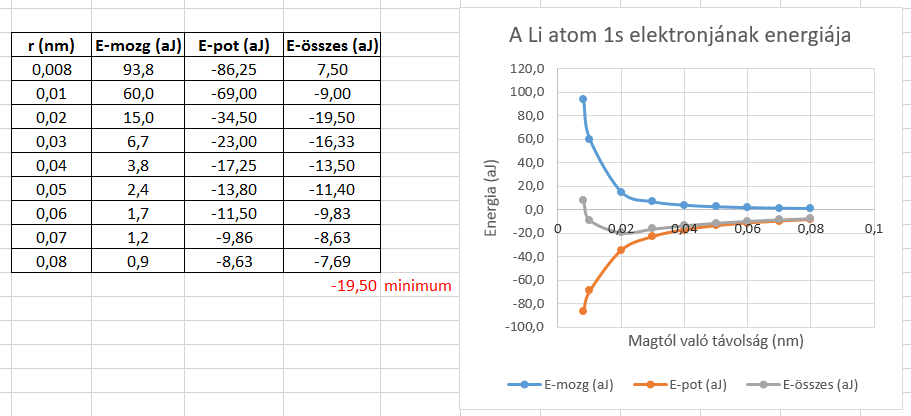 r (nm) E-mozg (aJ) E-pot (aJ) E-összes (aJ)
0,008 93,8 -86,25 7,50
0,01 60,0 -69,00 -9,00
0,02 15,0 -34,50 -19,50
0,03 6,7 -23,00 -16,33
0,04 3,8 -17,25 -13,50
0,05 2,4 -13,80 -11,40
0,06 1,7 -11,50 -9,83
0,07 1,2 -9,86 -8,63
0,08 0,9 -8,63 -7,69
-19,50 minimum
A Li atom 1s elektronjának energiája
120,0
100,0
80,0
60,0
40,0
20,0
0,0
-20,0
-40,0
-60,0
-80,0
-100,0
Energia (aJ)
0 0,02 0,04 0,06 0,08 0,1
Magtól való távolság (nm)
E-mozg (aJ) E-pot (aJ) E-összes (aJ)